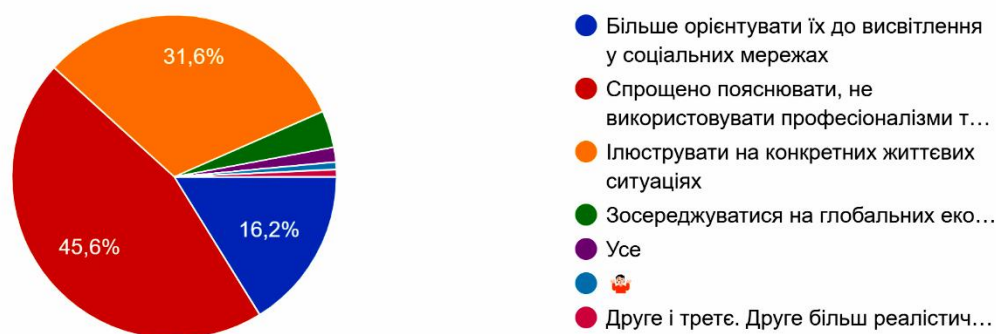 31,6%
16,2%
45,6%
Більше орієнтувати їх до висвітлення
у соціальних мережах
Спрощено пояснювати, не
використовувати професіоналізми т…
Ілюструвати на конкретних життєвих
ситуаціях
Зосереджуватися на глобальних еко…
Усе
🤷🏻
Друге і третє. Друге більш реалістич…